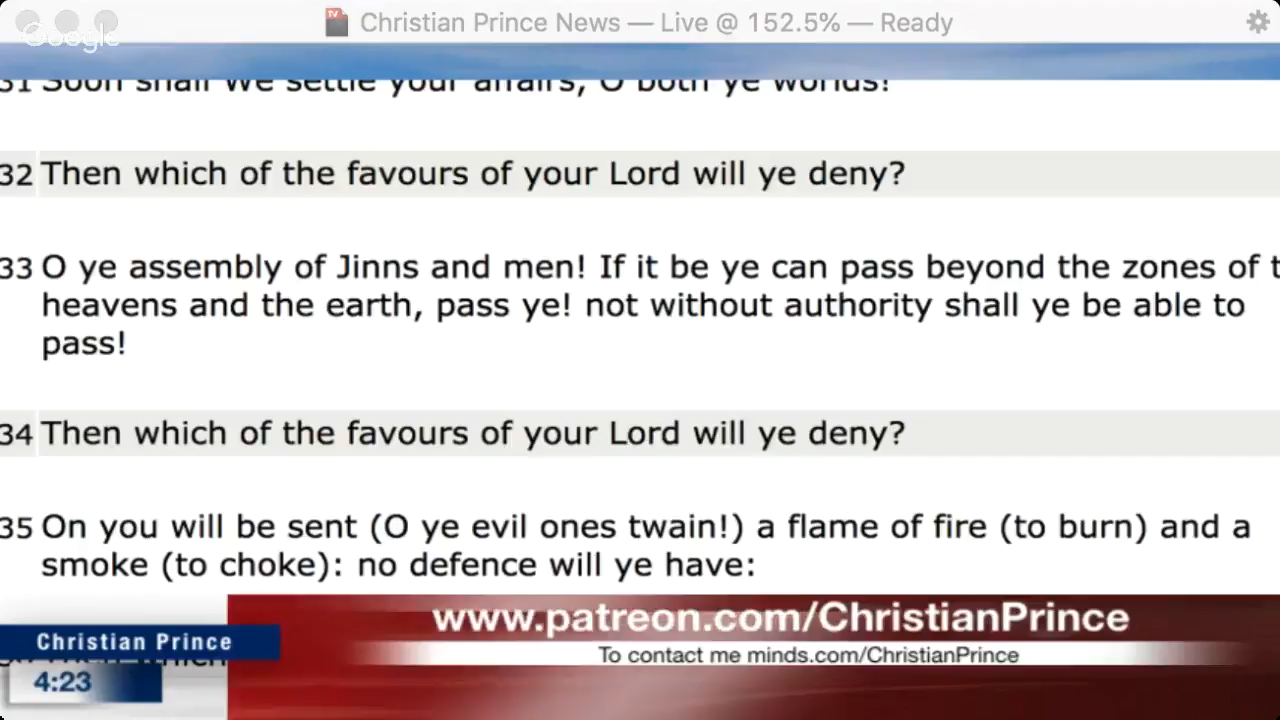 Christian Prince News — Live @ 152.5% — Ready
Google
31 Soon shall We settle your affairs, O both ye worlds!
32 Then which of the favours of your Lord will ye deny?
33 O ye assembly of Jinns and men! If it be ye can pass beyond the zones of t
heavens and the earth, pass ye! not without authority shall ye be able to
pass!
34 Then which of the favours of your Lord will ye deny?
35 On you will be sent (O ye evil ones twain!) a flame of fire (to burn) and a
smoke (to choke): no defence will ye have:
www.patreon.com/ChristianPrince
Christian Prince
To contact me minds.com/ChristianPrince
4:23